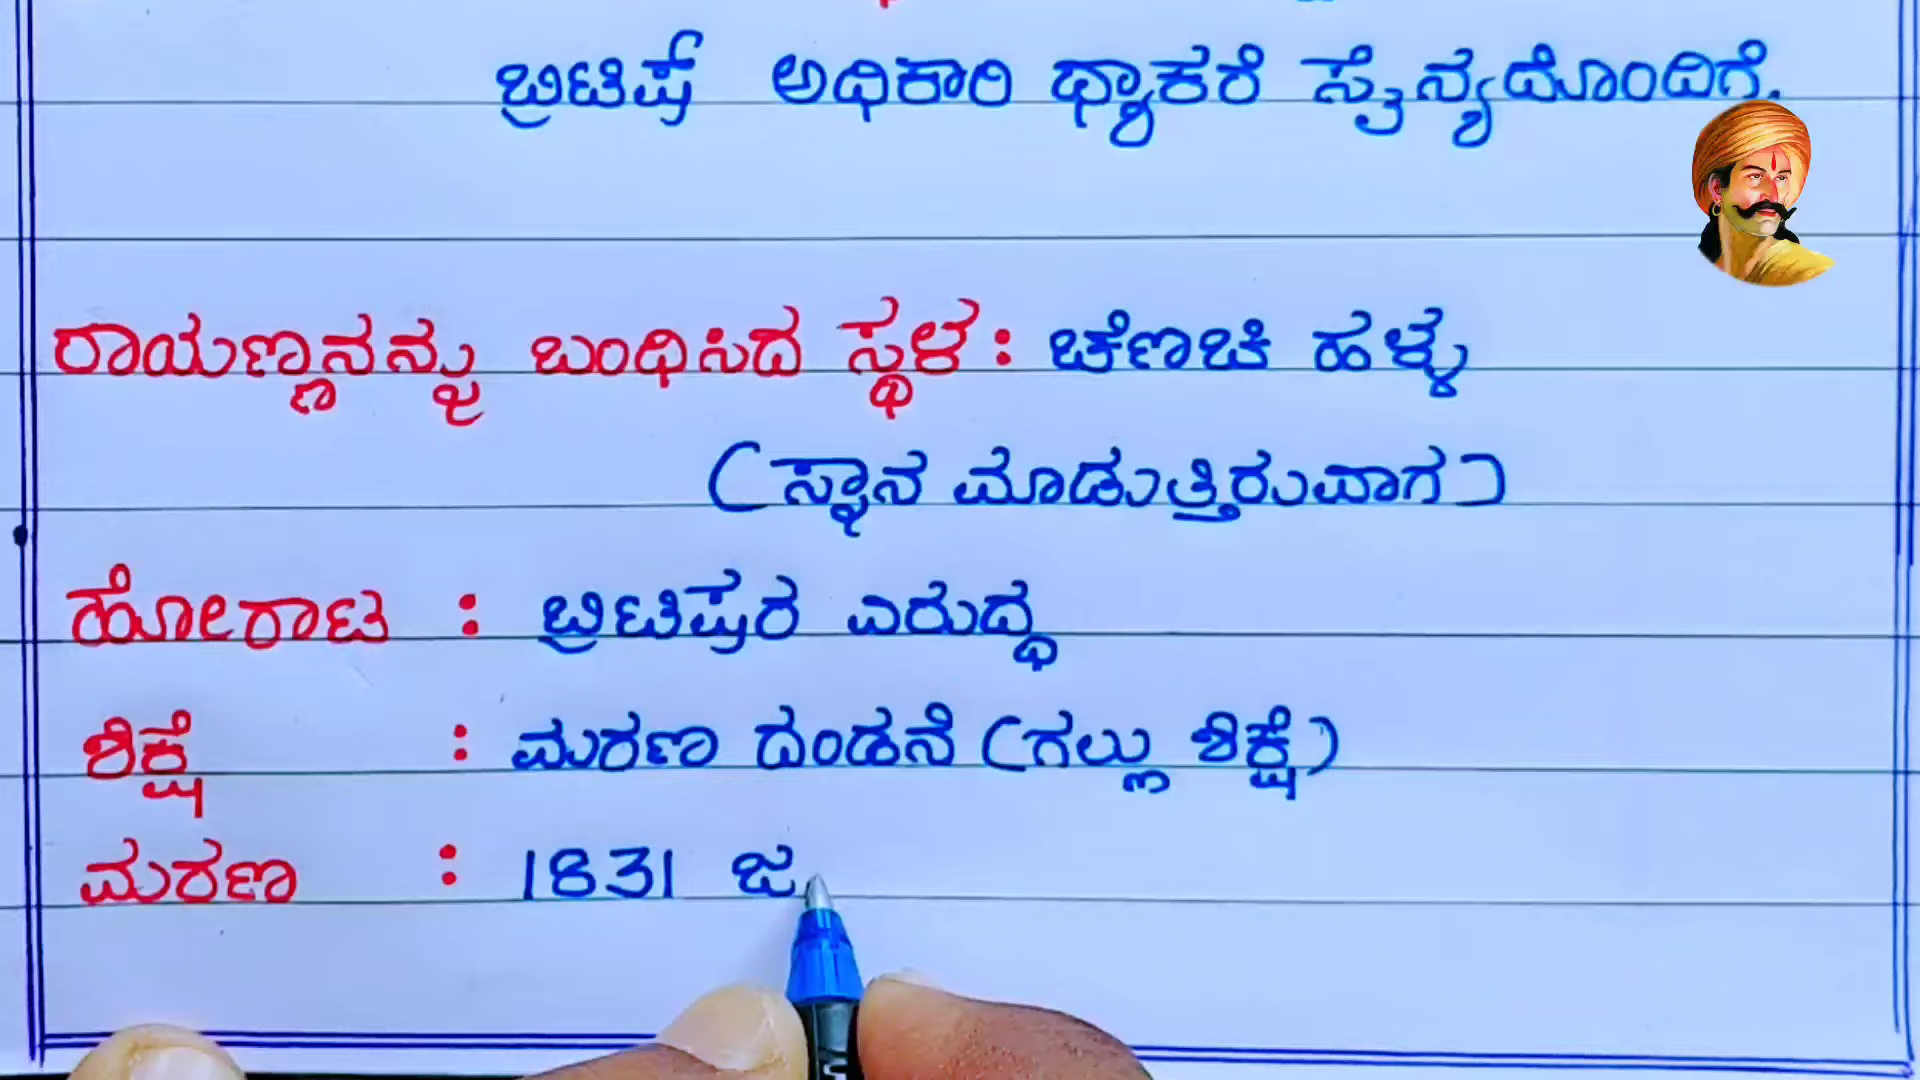 ಬ್ರಿಟಿಷ್ ಅಧಿಕಾರಿ ಥ್ಯಾಕರೆ ಸೈನ್ಯದೊಂದಿಗೆ.
ರಾಯಣ್ಣನನ್ನು ಬಂಧಿಸಿದ ಸ್ಥಳ: ಚೆಣಚಿ ಹಳ್ಳ
(ಸ್ನಾನ ಮಾಡುತ್ತಿರುವಾಗ)
ಹೋರಾಟ : ಬ್ರಿಟಿಷರ ವಿರುದ್ಧ
ಶಿಕ್ಷೆ : ಮರಣ ದಂಡನೆ (ಗಲ್ಲು ಶಿಕ್ಷೆ)
ಮರಣ : 1831 ಜ